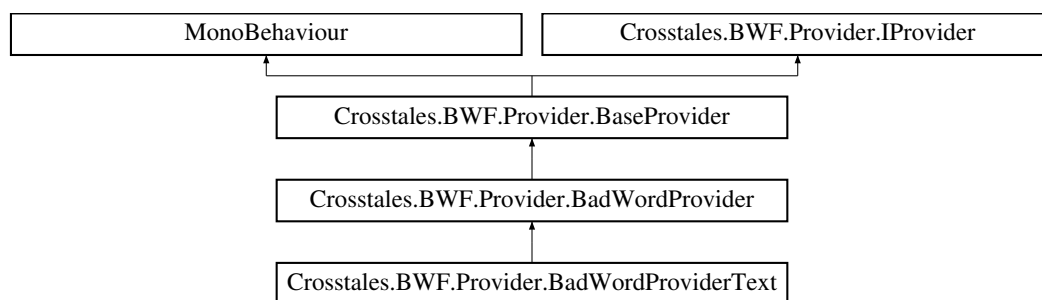 MonoBehaviour
Crosstales.BWF.Provider.IProvider
Crosstales.BWF.Provider.BaseProvider
Crosstales.BWF.Provider.BadWordProvider
Crosstales.BWF.Provider.BadWordProviderText